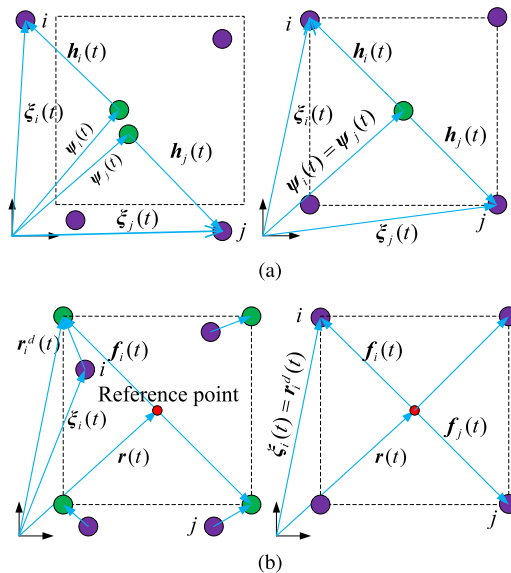 i
h_i(t)
ξ_i(t)
ψ_i(t)
ψ_j(t)
h_j(t)
ξ_j(t)
j
i
h_i(t)
ξ_i(t)
ψ_i(t) = ψ_j(t)
h_j(t)
j
ξ_j(t)
(a)
r_i^d(t)
f_i(t)
i
Reference point
ξ_i(t)
r(t)
j
i
f_i(t)
ξ_i(t) = r_i^d(t)
r(t)
f_j(t)
j
(b)